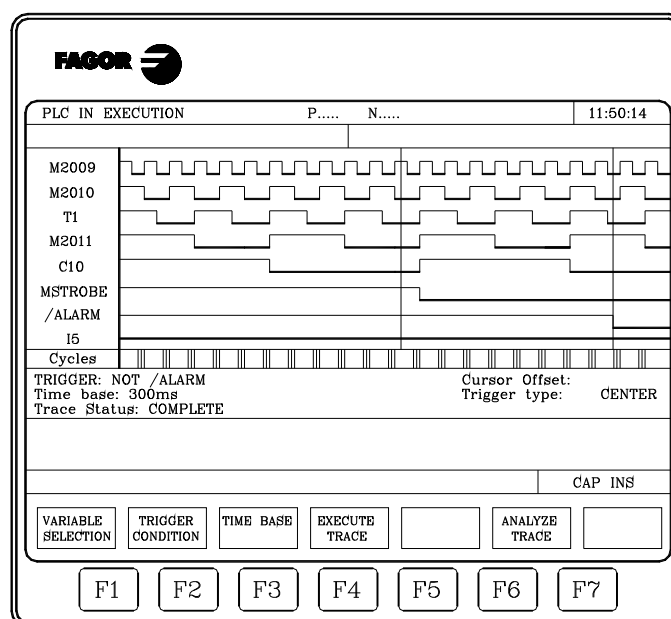 FAGOR
PLC IN EXECUTION P..... N..... 11:50:14
M2009
M2010
T1
M2011
C10
MSTROBE
/ALARM
I5
Cycles
TRIGGER: NOT /ALARM
Time base: 300ms
Trace Status: COMPLETE
Cursor Offset:
Trigger type: CENTER
CAP INS
VARIABLE SELECTION
TRIGGER CONDITION
TIME BASE
EXECUTE TRACE
ANALYZE TRACE
F1 F2 F3 F4 F5 F6 F7